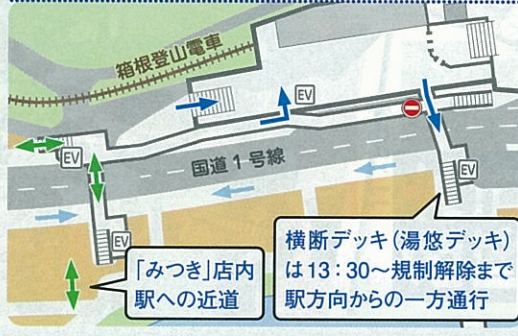 箱根登山電車
EV
EV
国道1号線
EV
EV
EV
「みつき」店内
駅への近道
横断デッキ(湯悠デッキ)
は13：30～規制解除まで
駅方向からの一方通行